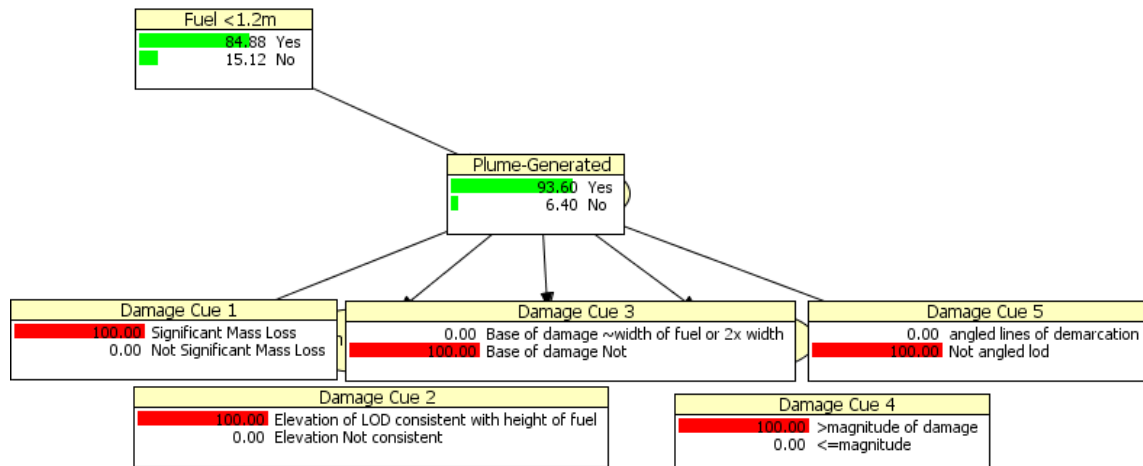 Fuel <1.2m
84.88 Yes
15.12 No
Plume-Generated
93.60 Yes
6.40 No
Damage Cue 1
100.00 Significant Mass Loss
0.00 Not Significant Mass Loss
Damage Cue 3
0.00 Base of damage ~width of fuel or 2x width
100.00 Base of damage Not
Damage Cue 5
0.00 angled lines of demarcation
100.00 Not angled lod
Damage Cue 2
100.00 Elevation of LOD consistent with height of fuel
0.00 Elevation Not consistent
Damage Cue 4
100.00 >magnitude of damage
0.00 <=magnitude